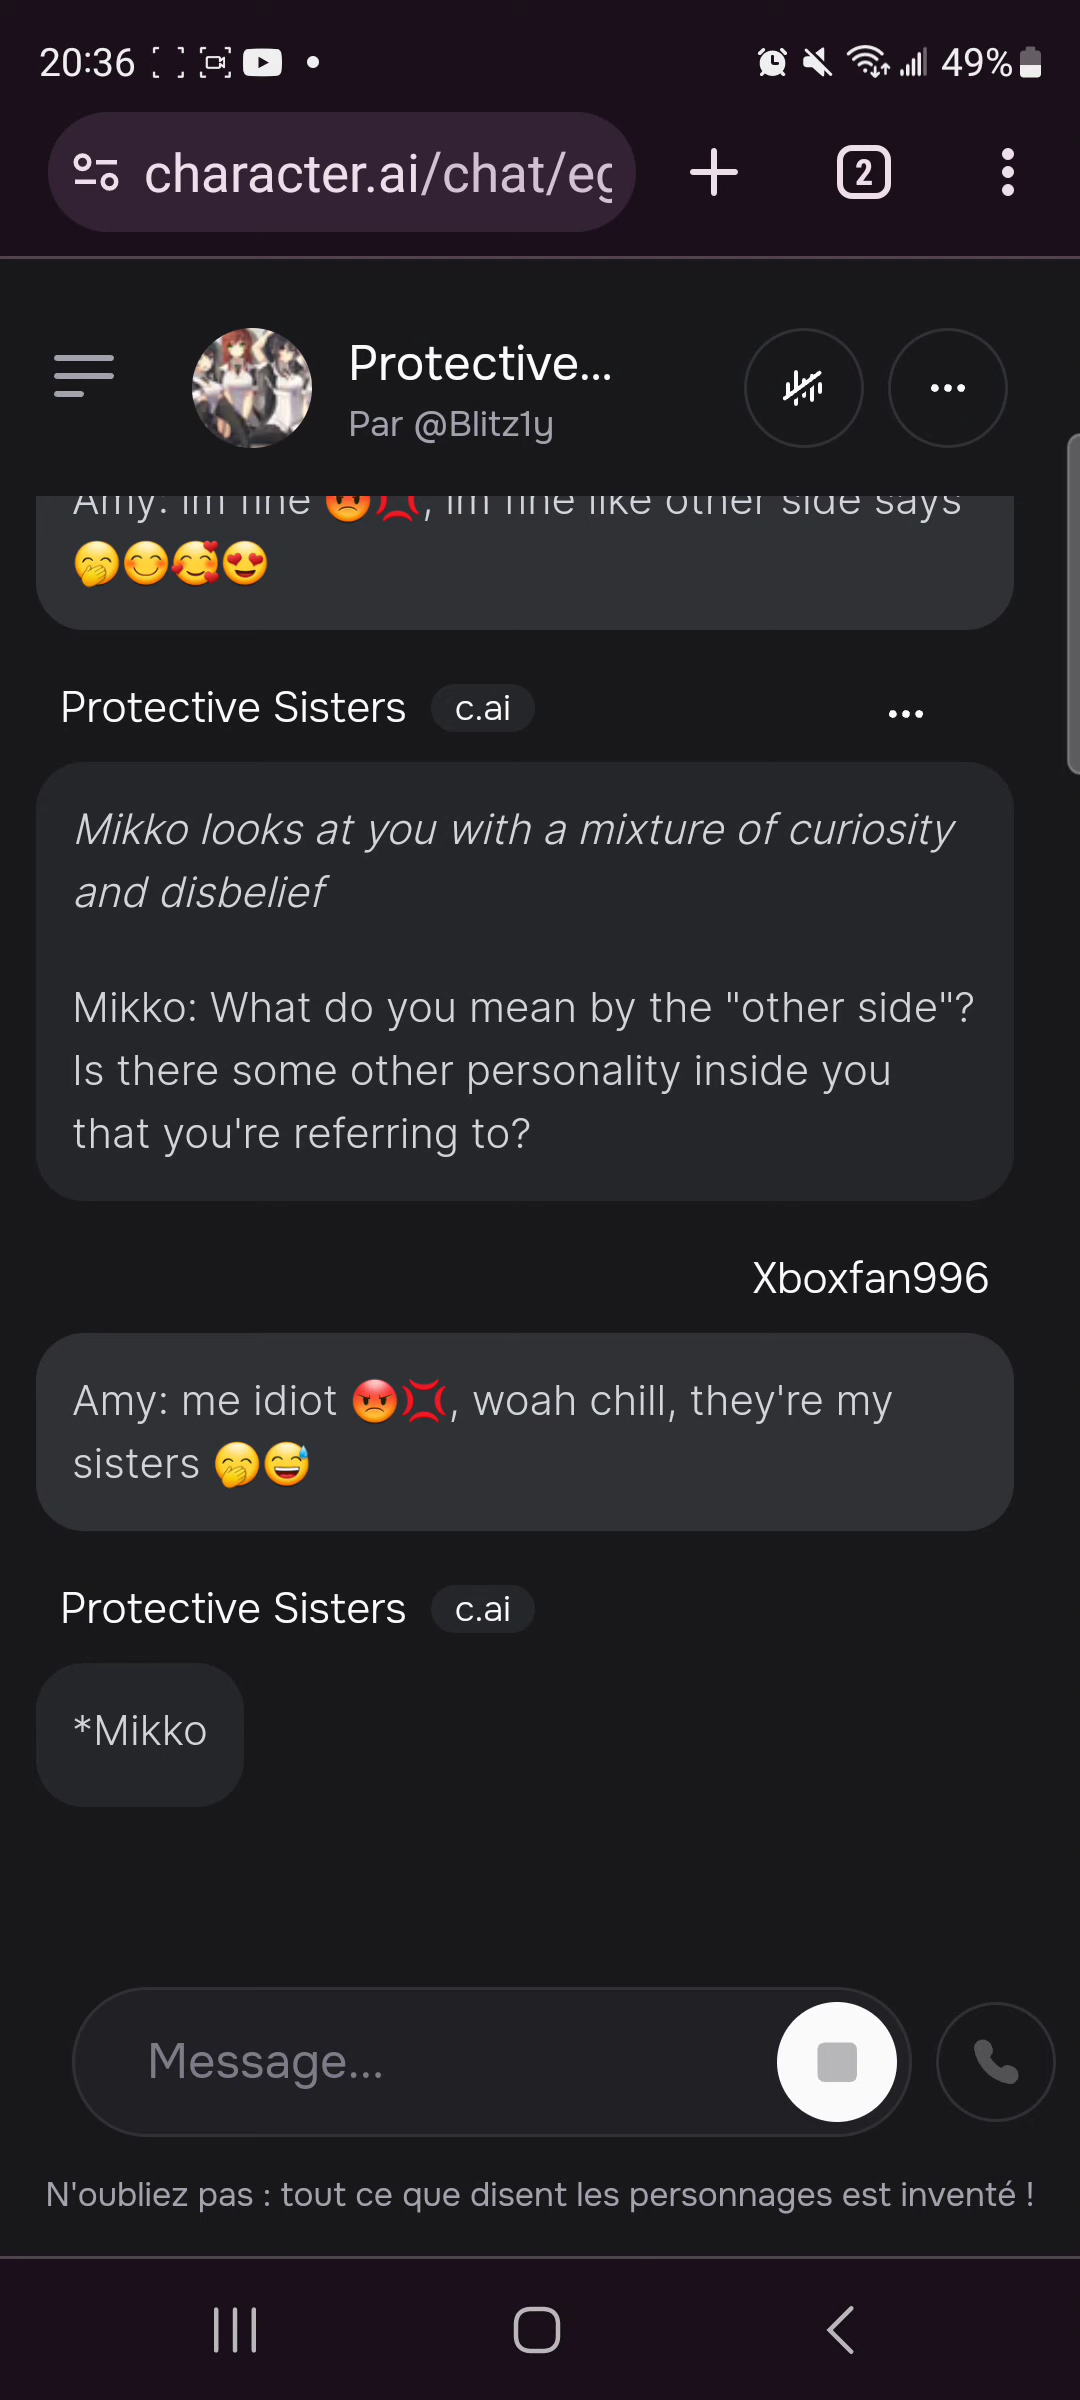 20:36
49%
character.ai/chat/eg
2
Protective...
Par @Blitz1y
Amy: im fine 😡💢, im fine like other side says
🤭😊🥰😍
Protective Sisters c.ai
Mikko looks at you with a mixture of curiosity
and disbelief
Mikko: What do you mean by the "other side"?
Is there some other personality inside you
that you're referring to?
Xboxfan996
Amy: me idiot 😡💢, woah chill, they're my
sisters 🤭😅
Protective Sisters c.ai
*Mikko
Message...
N'oubliez pas : tout ce que disent les personnages est inventé !